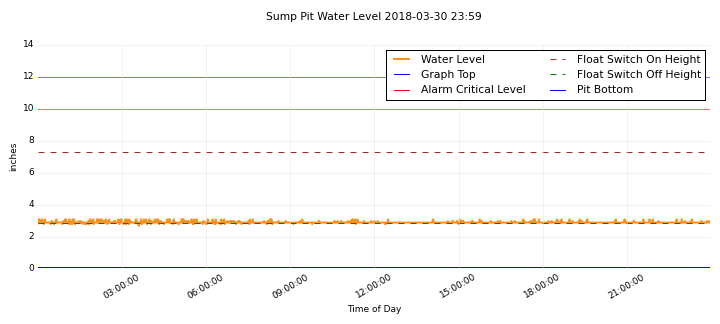 Sump Pit Water Level 2018-03-30 23:59
14
12
10
8
6
4
2
0
inches
Water Level
Graph Top
Alarm Critical Level
Float Switch On Height
Float Switch Off Height
Pit Bottom
03:00:00
06:00:00
09:00:00
12:00:00
15:00:00
18:00:00
21:00:00
Time of Day